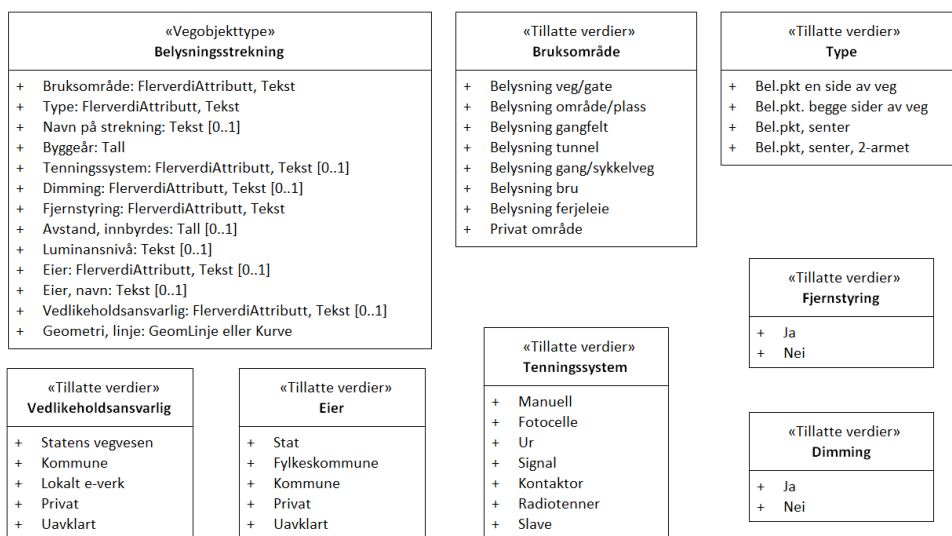 «Vegobjekttype»
Belysningsstrekning
+ Bruksområde: FlerverdiAttributt, Tekst
+ Type: FlerverdiAttributt, Tekst
+ Navn på strekning: Tekst [0..1]
+ Byggeår: Tall
+ Tenningssystem: FlerverdiAttributt, Tekst [0..1]
+ Dimming: FlerverdiAttributt, Tekst [0..1]
+ Fjernstyring: FlerverdiAttributt, Tekst
+ Avstand, innbyrdes: Tall [0..1]
+ Luminansnivå: Tekst [0..1]
+ Eier: FlerverdiAttributt, Tekst [0..1]
+ Eier, navn: Tekst [0..1]
+ Vedlikeholdsansvarlig: FlerverdiAttributt, Tekst [0..1]
+ Geometri, linje: GeomLinje eller Kurve
«Tillatte verdier»
Bruksområde
+ Belysning veg/gate
+ Belysning område/plass
+ Belysning gangfelt
+ Belysning tunnel
+ Belysning gang/sykkelveg
+ Belysning bru
+ Belysning ferjeleie
+ Privat område
«Tillatte verdier»
Type
+ Bel.pkt en side av veg
+ Bel.pkt. begge sider av veg
+ Bel.pkt, senter
+ Bel.pkt, senter, 2-armet
«Tillatte verdier»
Fjernstyring
+ Ja
+ Nei
«Tillatte verdier»
Vedlikeholdsansvarlig
+ Statens vegvesen
+ Kommune
+ Lokalt e-verk
+ Privat
+ Uavklart
«Tillatte verdier»
Eier
+ Stat
+ Fylkeskommune
+ Kommune
+ Privat
+ Uavklart
«Tillatte verdier»
Tenningssystem
+ Manuell
+ Fotocelle
+ Ur
+ Signal
+ Kontaktor
+ Radiotenner
+ Slave
«Tillatte verdier»
Dimming
+ Ja
+ Nei